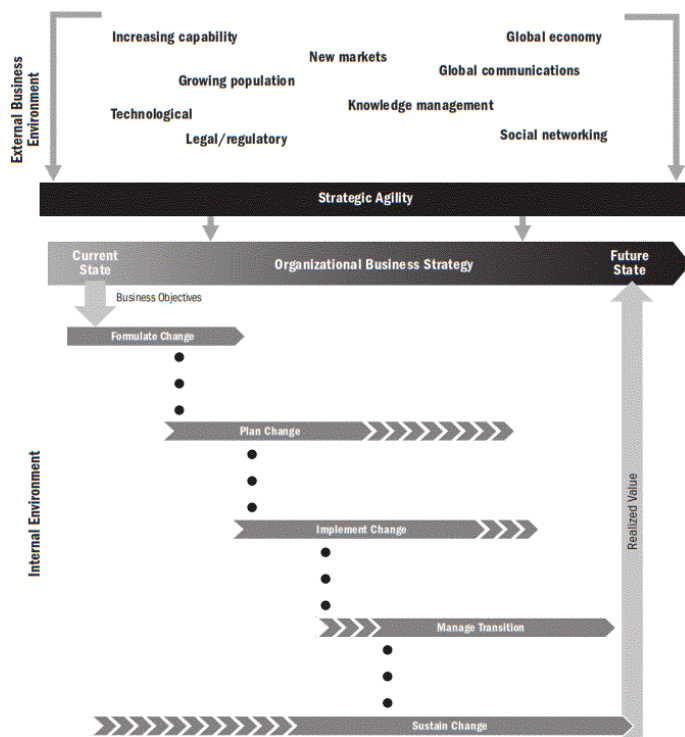 External Business
Environment
Increasing capability
Global economy
New markets
Global communications
Growing population
Knowledge management
Technological
Social networking
Legal/regulatory
Strategic Agility
Current
State
Organizational Business Strategy
Future
State
Business Objectives
Formulate Change
Plan Change
Internal Environment
Implement Change
Realized Value
Manage Transition
Sustain Change